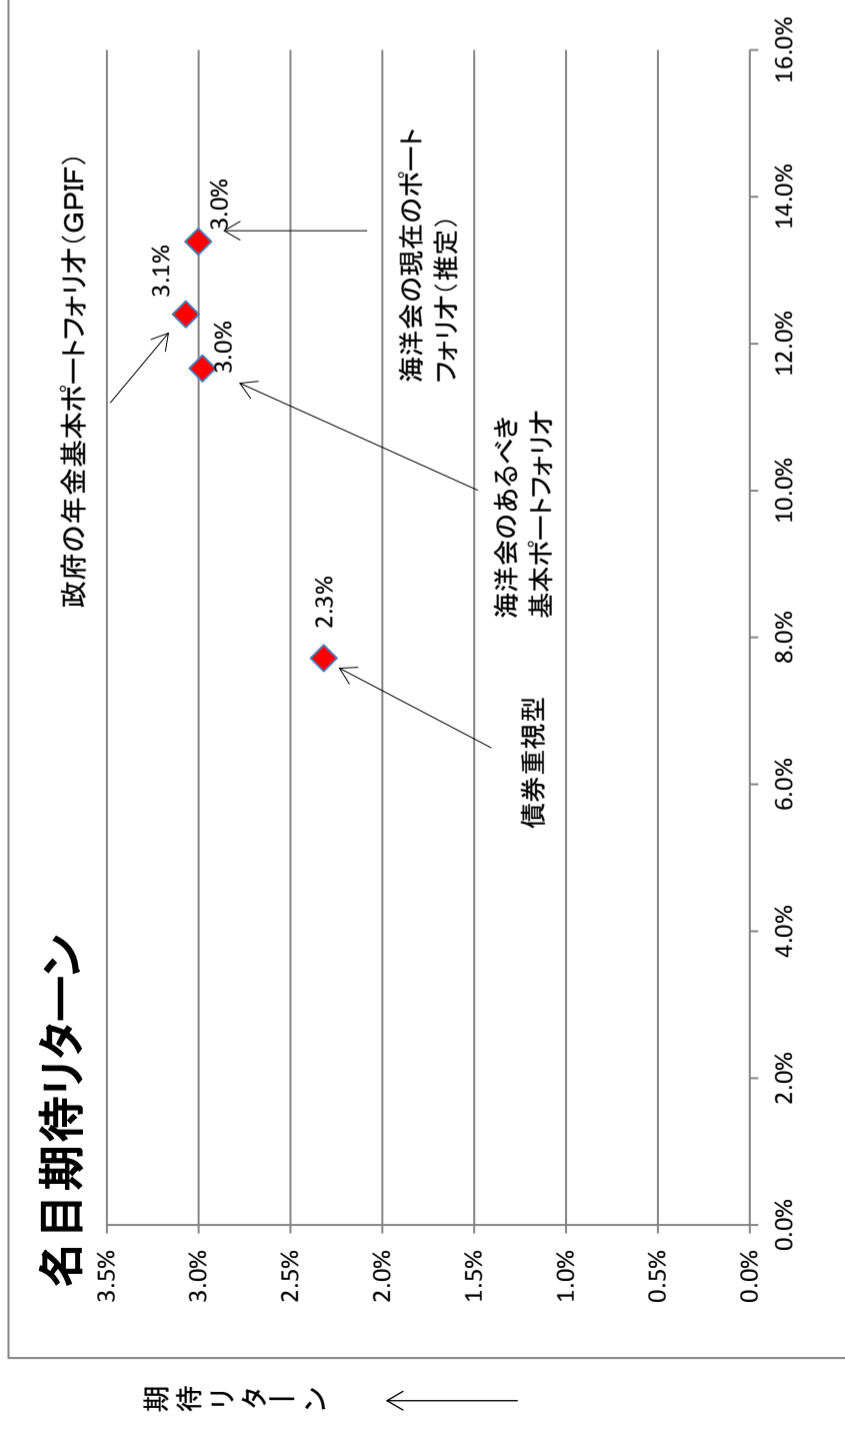 名目期待リターン
期待リターン
3.5%
3.0%
2.5%
2.0%
1.5%
1.0%
0.5%
0.0%
政府の年金基本ポートフォリオ(GPIF)
3.1%
3.0%
3.0%
2.3%
海洋会の現在のポート
フォリオ(推定)
海洋会のあるべき
基本ポートフォリオ
債券重視型
0.0%
2.0%
4.0%
6.0%
8.0%
10.0%
12.0%
14.0%
16.0%